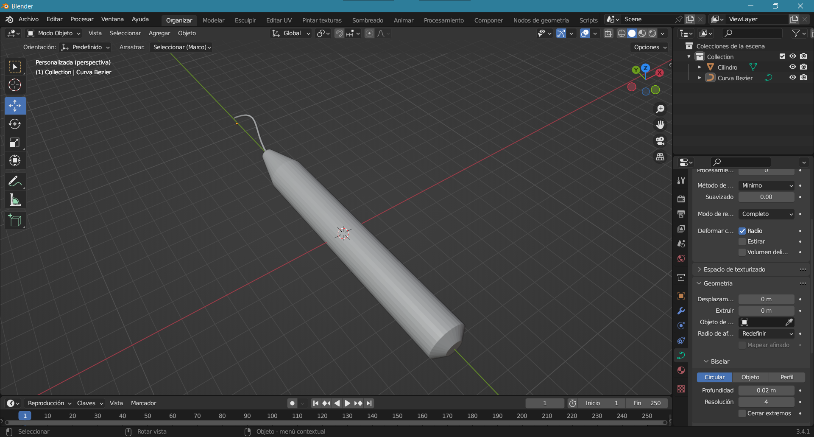 Blender
Archivo Editar Procesar Ventana Ayuda Organizar Modelar Esculpir Editar UV Pintar texturas Sombreado Animar Procesamiento Componer Nodos de geometría Scripts Scene ViewLayer
Modo Objeto Vista Seleccionar Agregar Objeto Global
Orientación: Predefinido Arrastrar: Seleccionar (Marco) Opciones
Personalizada (perspectiva)
(1) Collection | Curva Bezier
Z
Y
X
Colecciones de la escena
Collection
Cilindro
Curva Bezier
Procesamie... 0
Método de ... Mínimo
Suavizado 0.00
Modo de re... Completo
Deformar c... Radio
Estirar
Volumen deli...
Espacio de texturizado
Geometría
Desplazam... 0 m
Extruir 0 m
Objeto de ...
Radio de af... Redefinir
Mapear afinado
Biselar
Circular Objeto Perfil
Profundidad 0.02 m
Resolución 4
Cerrar extremos
Reproducción Claves Vista Marcador 1 Inicio 1 Fin 250
1 10 20 30 40 50 60 70 80 90 100 110 120 130 140 150 160 170 180 190 200 210 220 230 240 250
Seleccionar Rotar vista Objeto - menú contextual 3.4.1